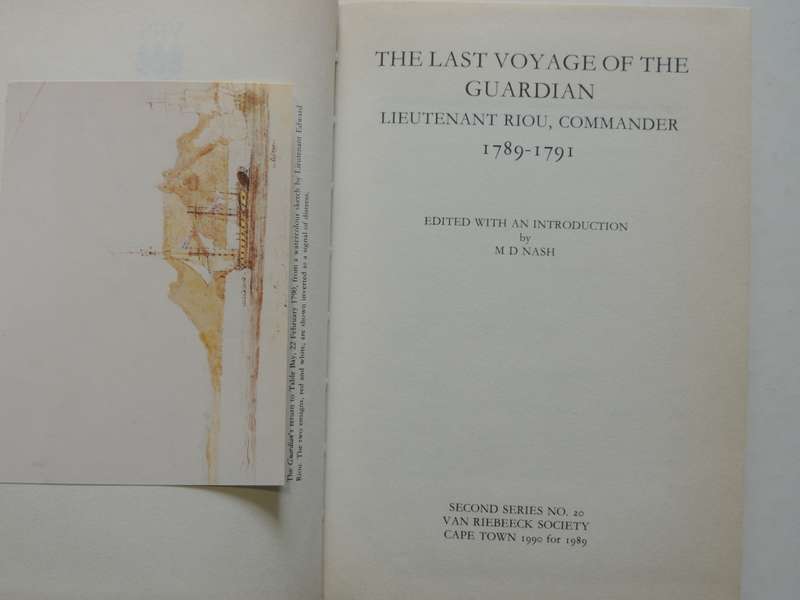 The Guardian's return to Table Bay, 22 February 1790, from a watercolour sketch by Lieutenant Edward
Riou. The two ensigns, red and white, are shown inverted as a signal of distress.
THE LAST VOYAGE OF THE
GUARDIAN
LIEUTENANT RIOU, COMMANDER
1789-1791
EDITED WITH AN INTRODUCTION
by
M D NASH
SECOND SERIES NO. 20
VAN RIEBEECK SOCIETY
CAPE TOWN 1990 for 1989